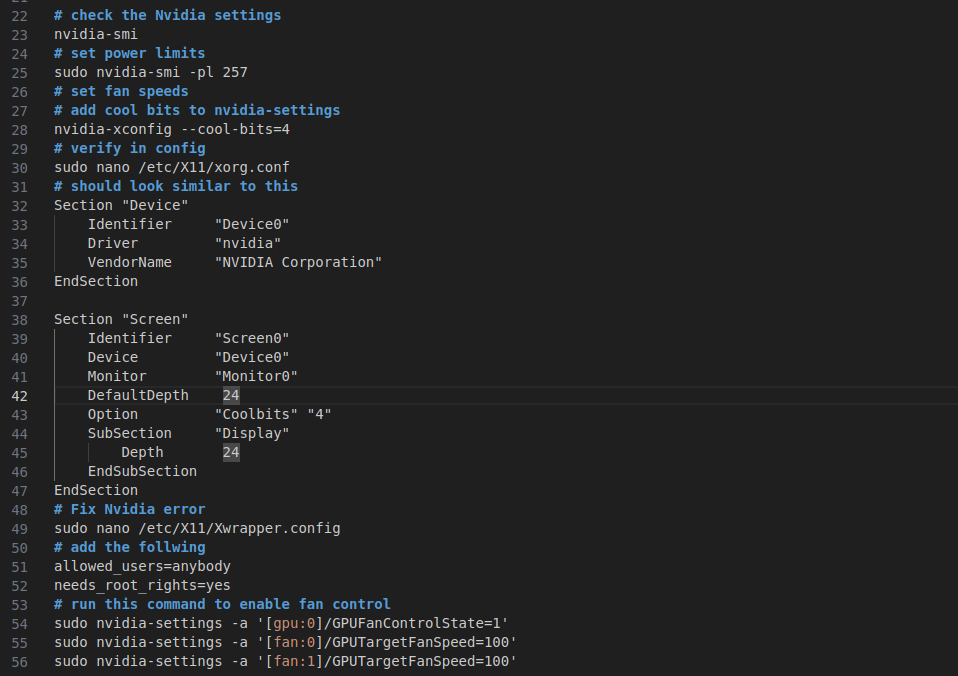 22 # check the Nvidia settings
23 nvidia-smi
24 # set power limits
25 sudo nvidia-smi -pl 257
26 # set fan speeds
27 # add cool bits to nvidia-settings
28 nvidia-xconfig --cool-bits=4
29 # verify in config
30 sudo nano /etc/X11/xorg.conf
31 # should look similar to this
32 Section "Device"
33     Identifier     "Device0"
34     Driver         "nvidia"
35     VendorName     "NVIDIA Corporation"
36 EndSection
37
38 Section "Screen"
39     Identifier     "Screen0"
40     Device         "Device0"
41     Monitor        "Monitor0"
42     DefaultDepth    24
43     Option         "Coolbits" "4"
44     SubSection     "Display"
45         Depth       24
46     EndSubSection
47 EndSection
48 # Fix Nvidia error
49 sudo nano /etc/X11/Xwrapper.config
50 # add the follwing
51 allowed_users=anybody
52 needs_root_rights=yes
53 # run this command to enable fan control
54 sudo nvidia-settings -a '[gpu:0]/GPUFanControlState=1'
55 sudo nvidia-settings -a '[fan:0]/GPUTargetFanSpeed=100'
56 sudo nvidia-settings -a '[fan:1]/GPUTargetFanSpeed=100'